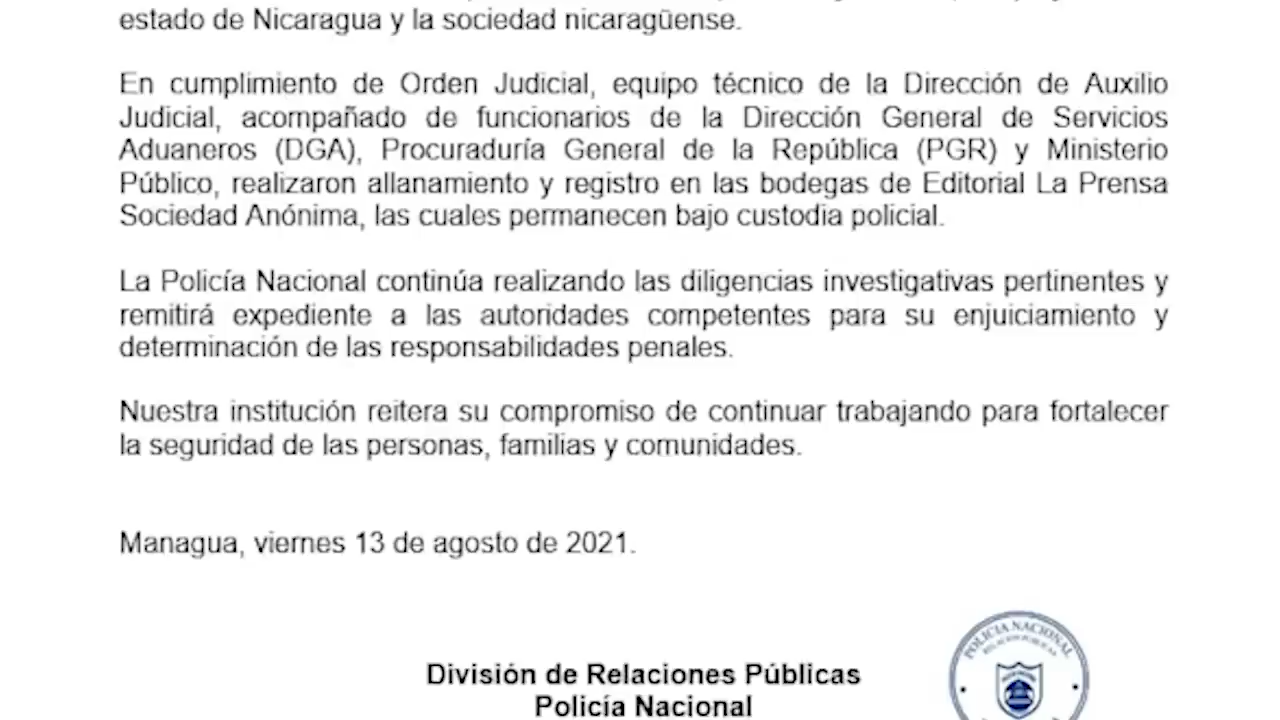 estado de Nicaragua y la sociedad nicaragüense.
En cumplimiento de Orden Judicial, equipo técnico de la Dirección de Auxilio
Judicial, acompañado de funcionarios de la Dirección General de Servicios
Aduaneros (DGA), Procuraduría General de la República (PGR) y Ministerio
Público, realizaron allanamiento y registro en las bodegas de Editorial La Prensa
Sociedad Anónima, las cuales permanecen bajo custodia policial.
La Policía Nacional continúa realizando las diligencias investigativas pertinentes y
remitirá expediente a las autoridades competentes para su enjuiciamiento y
determinación de las responsabilidades penales.
Nuestra institución reitera su compromiso de continuar trabajando para fortalecer
la seguridad de las personas, familias y comunidades.
Managua, viernes 13 de agosto de 2021.
POLICIA NACIONAL
División de Relaciones Públicas
Policía Nacional